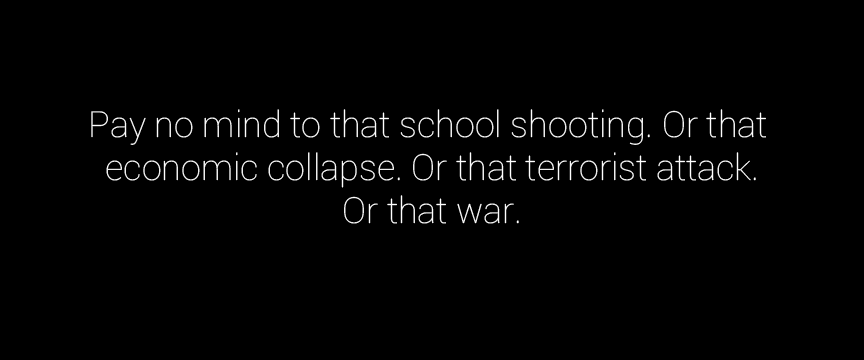 Pay no mind to that school shooting. Or that
economic collapse. Or that terrorist attack.
Or that war.